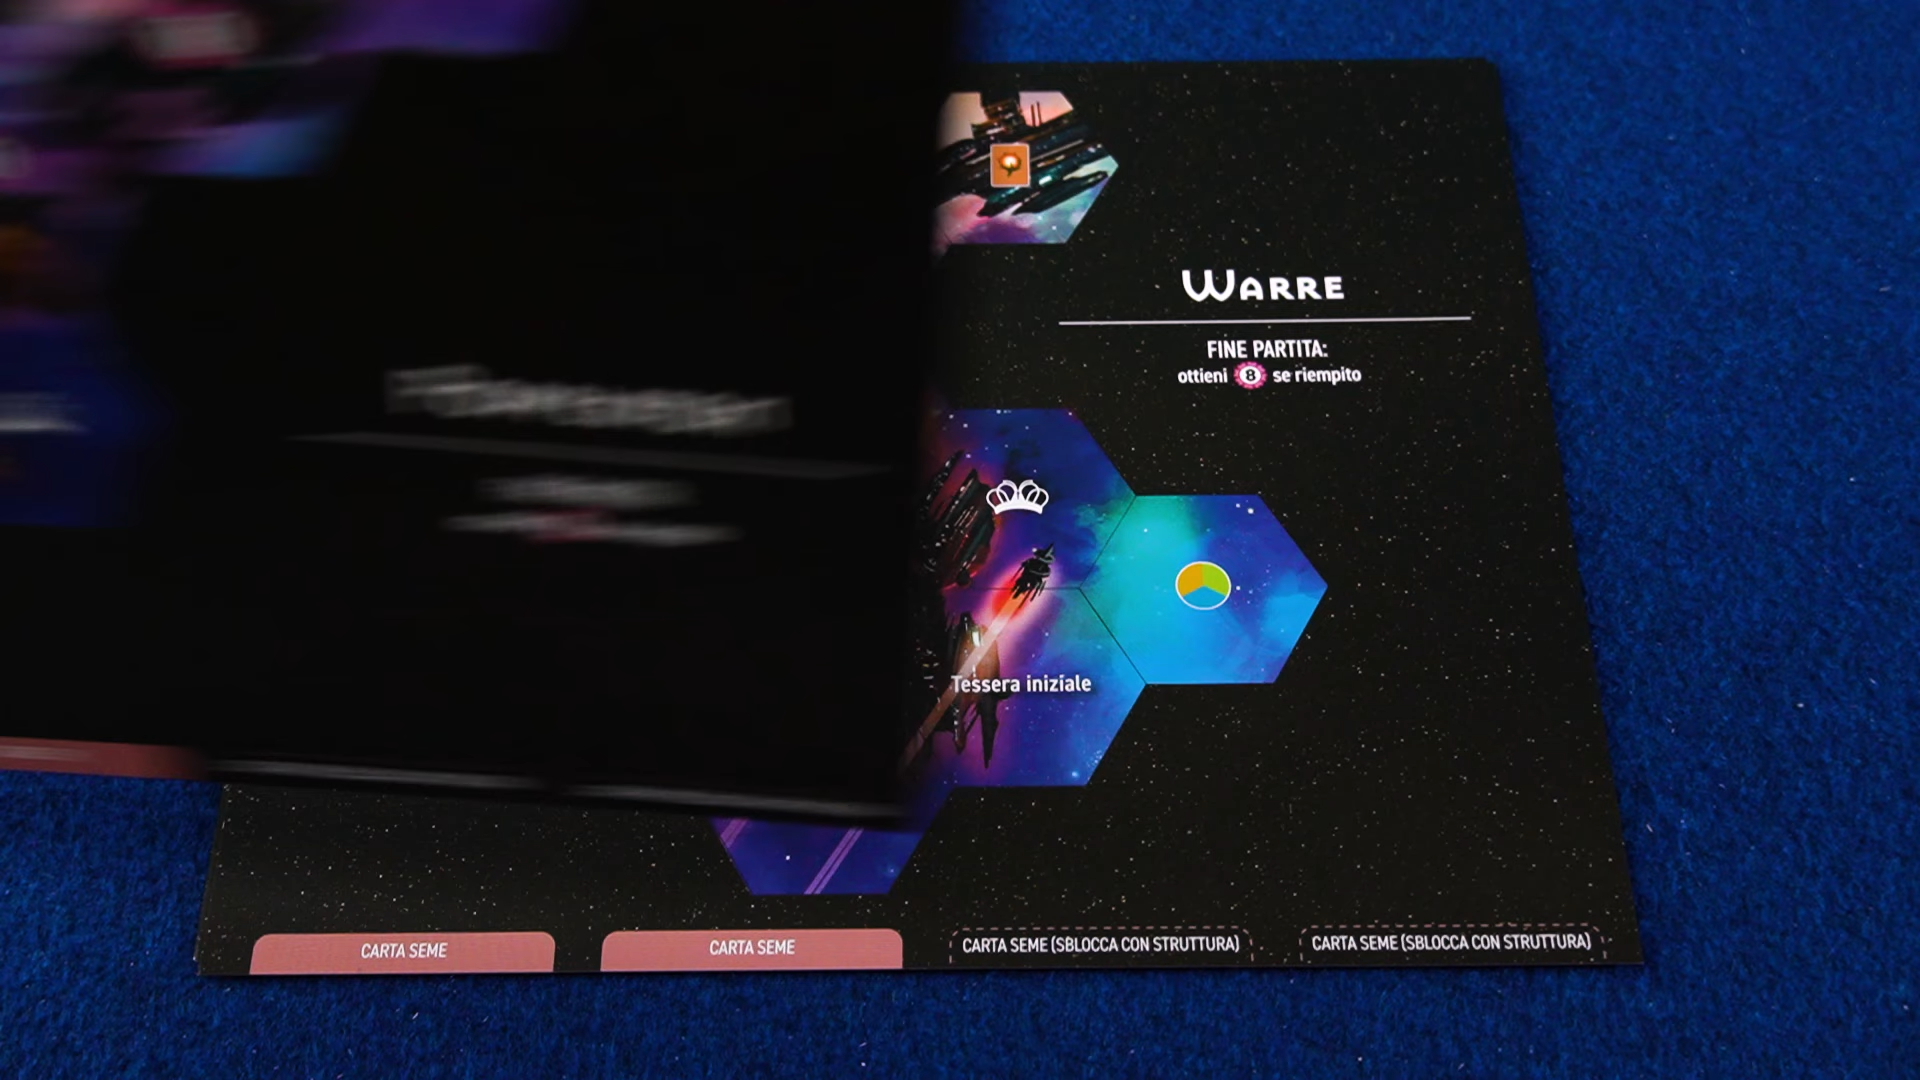 WARRE
FINE PARTITA:
ottieni 8 se riempito
Tessera iniziale
CARTA SEME
CARTA SEME
CARTA SEME (SBLOCCA CON STRUTTURA)
CARTA SEME (SBLOCCA CON STRUTTURA)